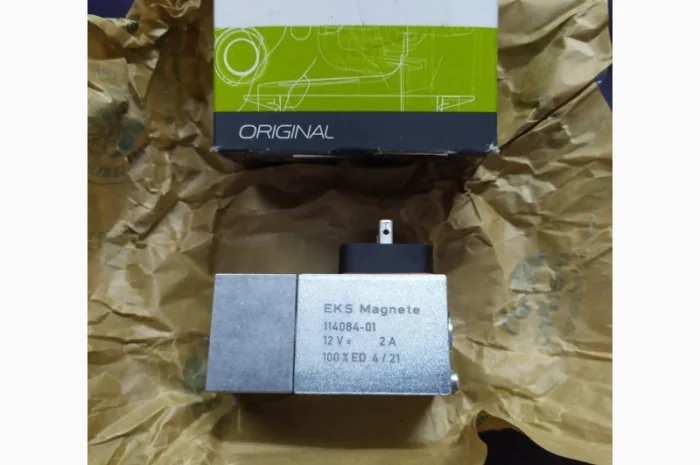 ORIGINAL
EKS Magnete
114084-01
12 V = 2 A
100 % ED 4 / 21